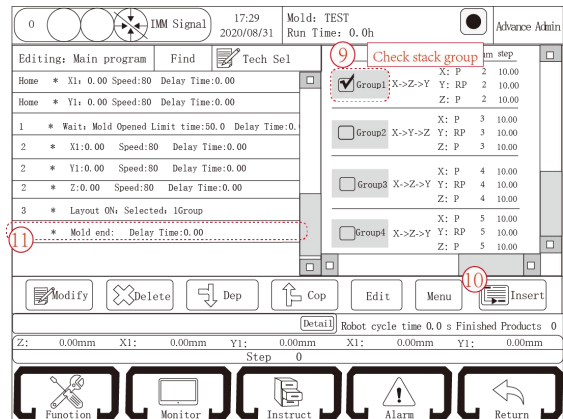 0 IMM Signal 17:29 2020/08/31 Mold: TEST Run Time: 0.0h Advance Admin
Editing: Main program Find Tech Sel
Home * X1: 0.00 Speed:80 Delay Time:0.00
Home * Y1: 0.00 Speed:80 Delay Time:0.00
1 * Wait: Mold Opened Limit time:50.0 Delay Time:0.
2 * X1:0.00 Speed:80 Delay Time:0.00
2 * Y1:0.00 Speed:80 Delay Time:0.00
2 * Z:0.00 Speed:80 Delay Time:0.00
3 * Layout ON: Selected: 1Group
11 * Mold end: Delay Time:0.00
9 Check stack group um step
Group1 X->Z->Y
X: P 2 10.00
Y: RP 2 10.00
Z: P 2 10.00
Group2 X->Y->Z
X: P 3 10.00
Y: RP 3 10.00
Z: P 3 10.00
Group3 X->Z->Y
X: P 4 10.00
Y: RP 4 10.00
Z: P 4 10.00
Group4 X->Z->Y
X: P 5 10.00
Y: RP 5 10.00
Z: P 5 10.00
10
Modify Delete Dep Cop Edit Menu Insert
Detail Robot cycle time 0.0 s Finished Products 0
Z: 0.00mm X1: 0.00mm Y1: 0.00mm X1: 0.00mm Y1: 0.00mm
Step 0
Funotion Monitor Instruct Alarm Return